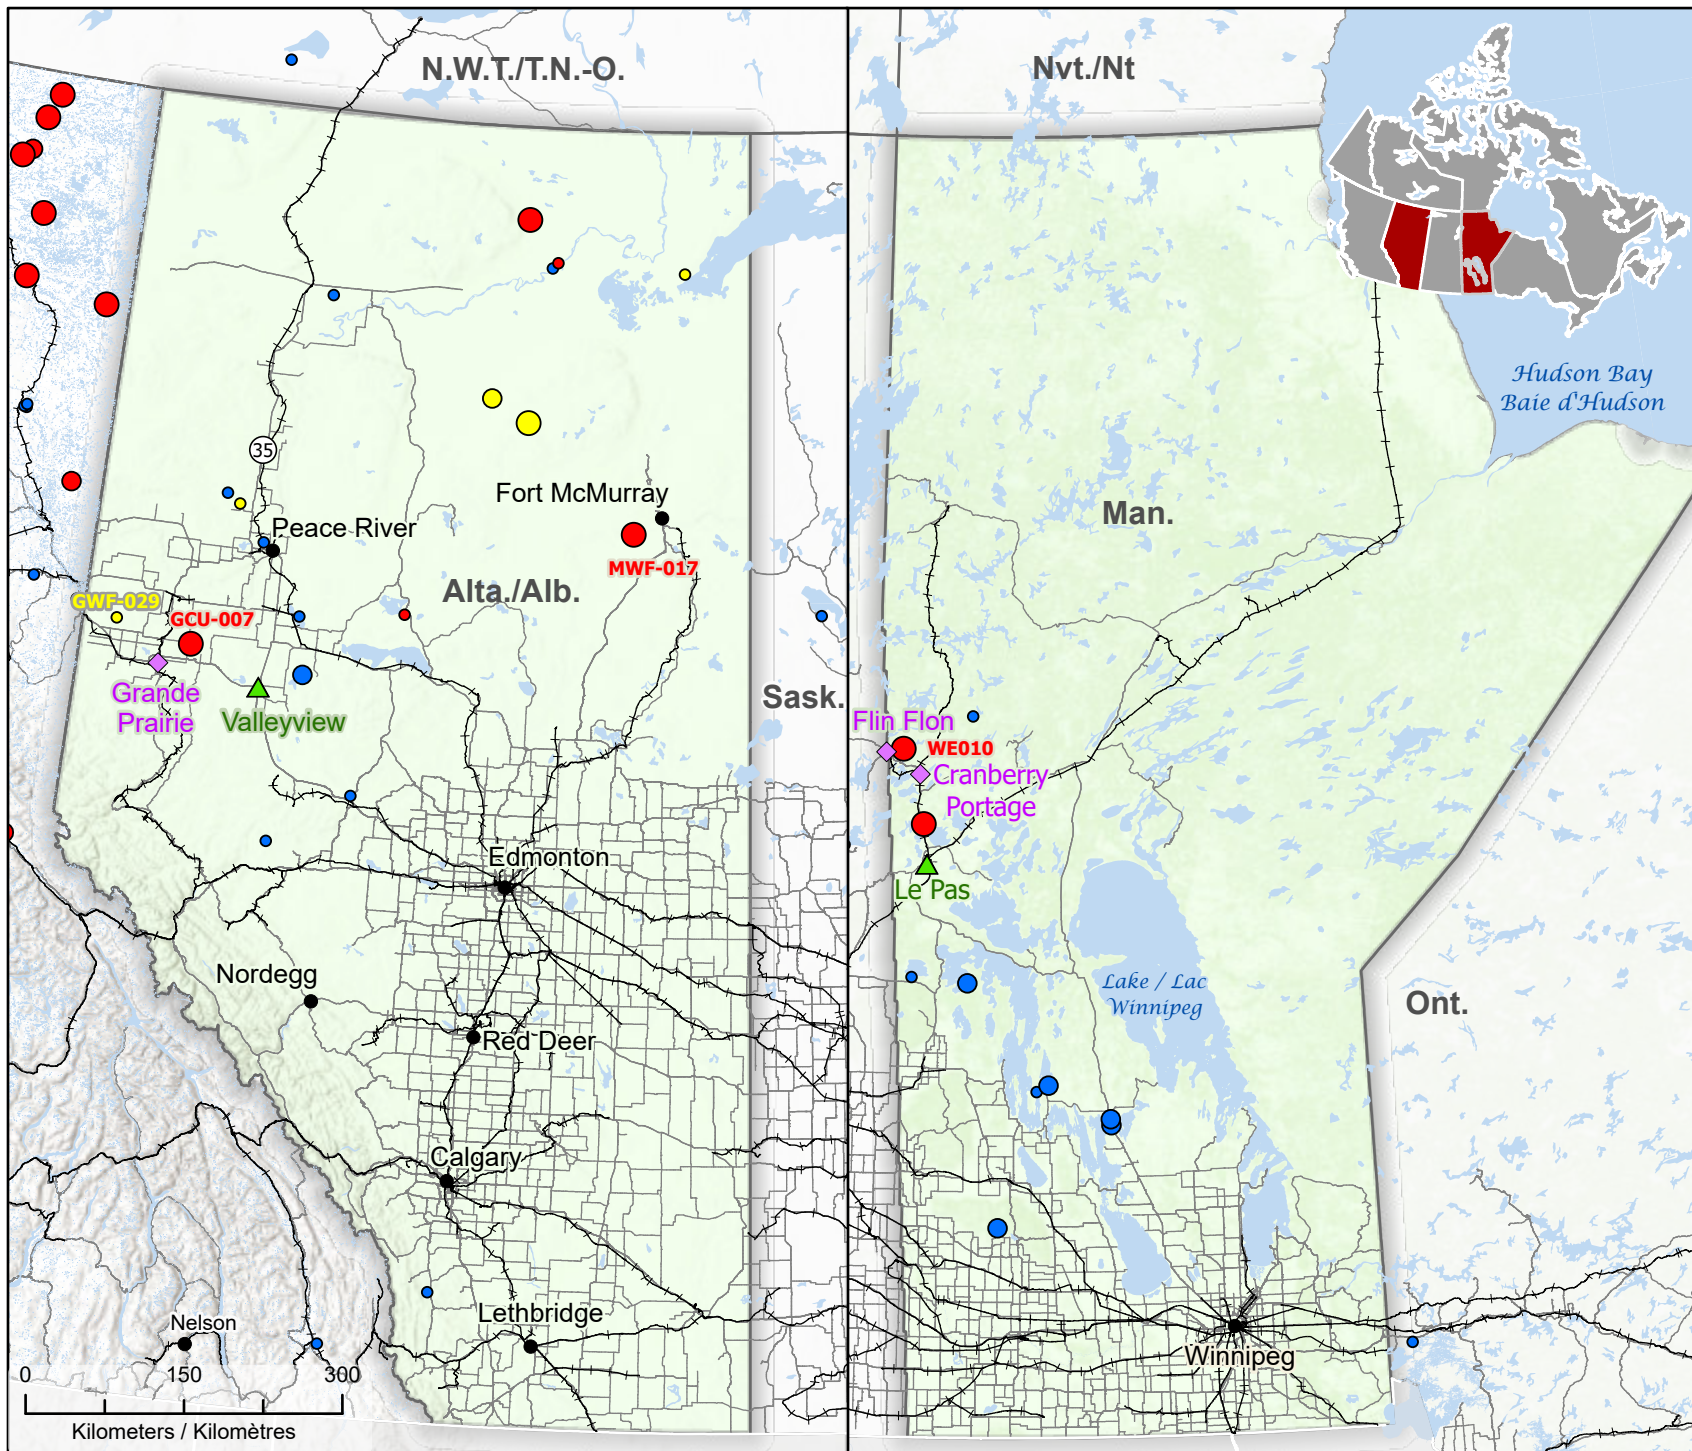 N.W.T./T.N.-O.
Nvt./Nt
Hudson Bay
Baie d'Hudson
35
Fort McMurray
Man.
Peace River
MWF-017
Alta./Alb.
GWF-029
GCU-007
Grande
Prairie
Valleyview
Sask.
Flin Flon
WE010
Cranberry
Portage
Edmonton
Le Pas
Nordegg
Lake / Lac
Winnipeg
Ont.
Red Deer
Calgary
Lethbridge
Nelson
Winnipeg
0 150 300
Kilometers / Kilomètres